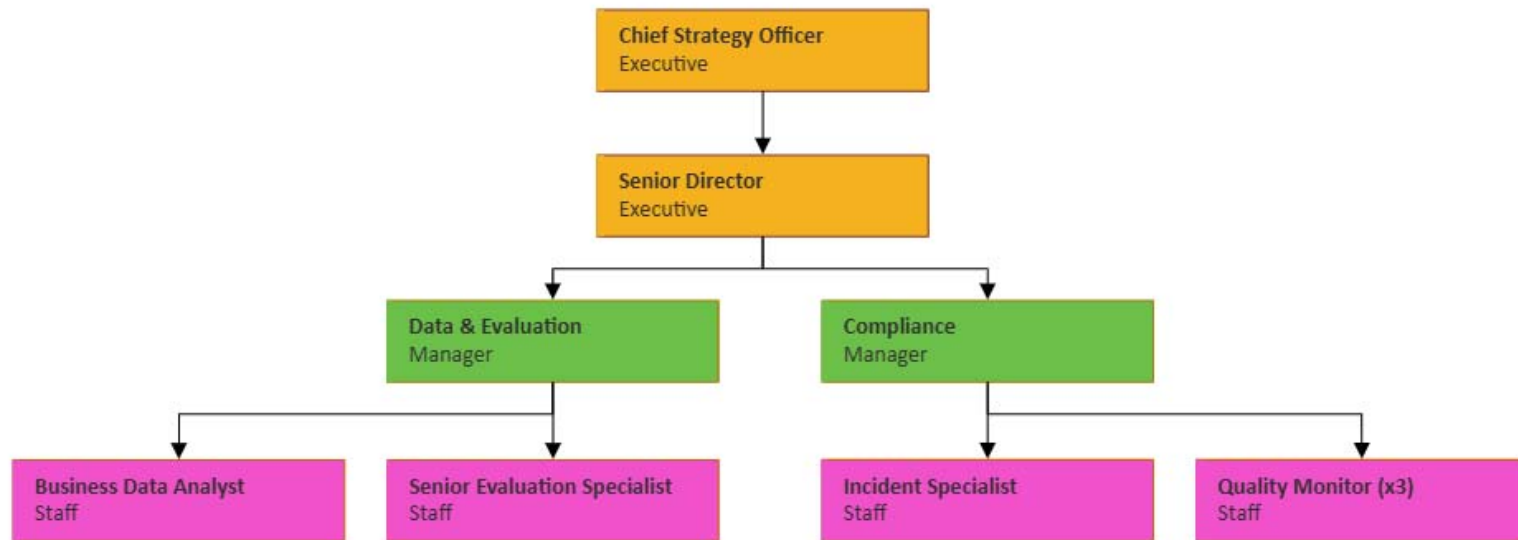 Chief Strategy Officer
Executive
Senior Director
Executive
Data & Evaluation
Manager
Compliance
Manager
Business Data Analyst
Staff
Senior Evaluation Specialist
Staff
Incident Specialist
Staff
Quality Monitor (x3)
Staff